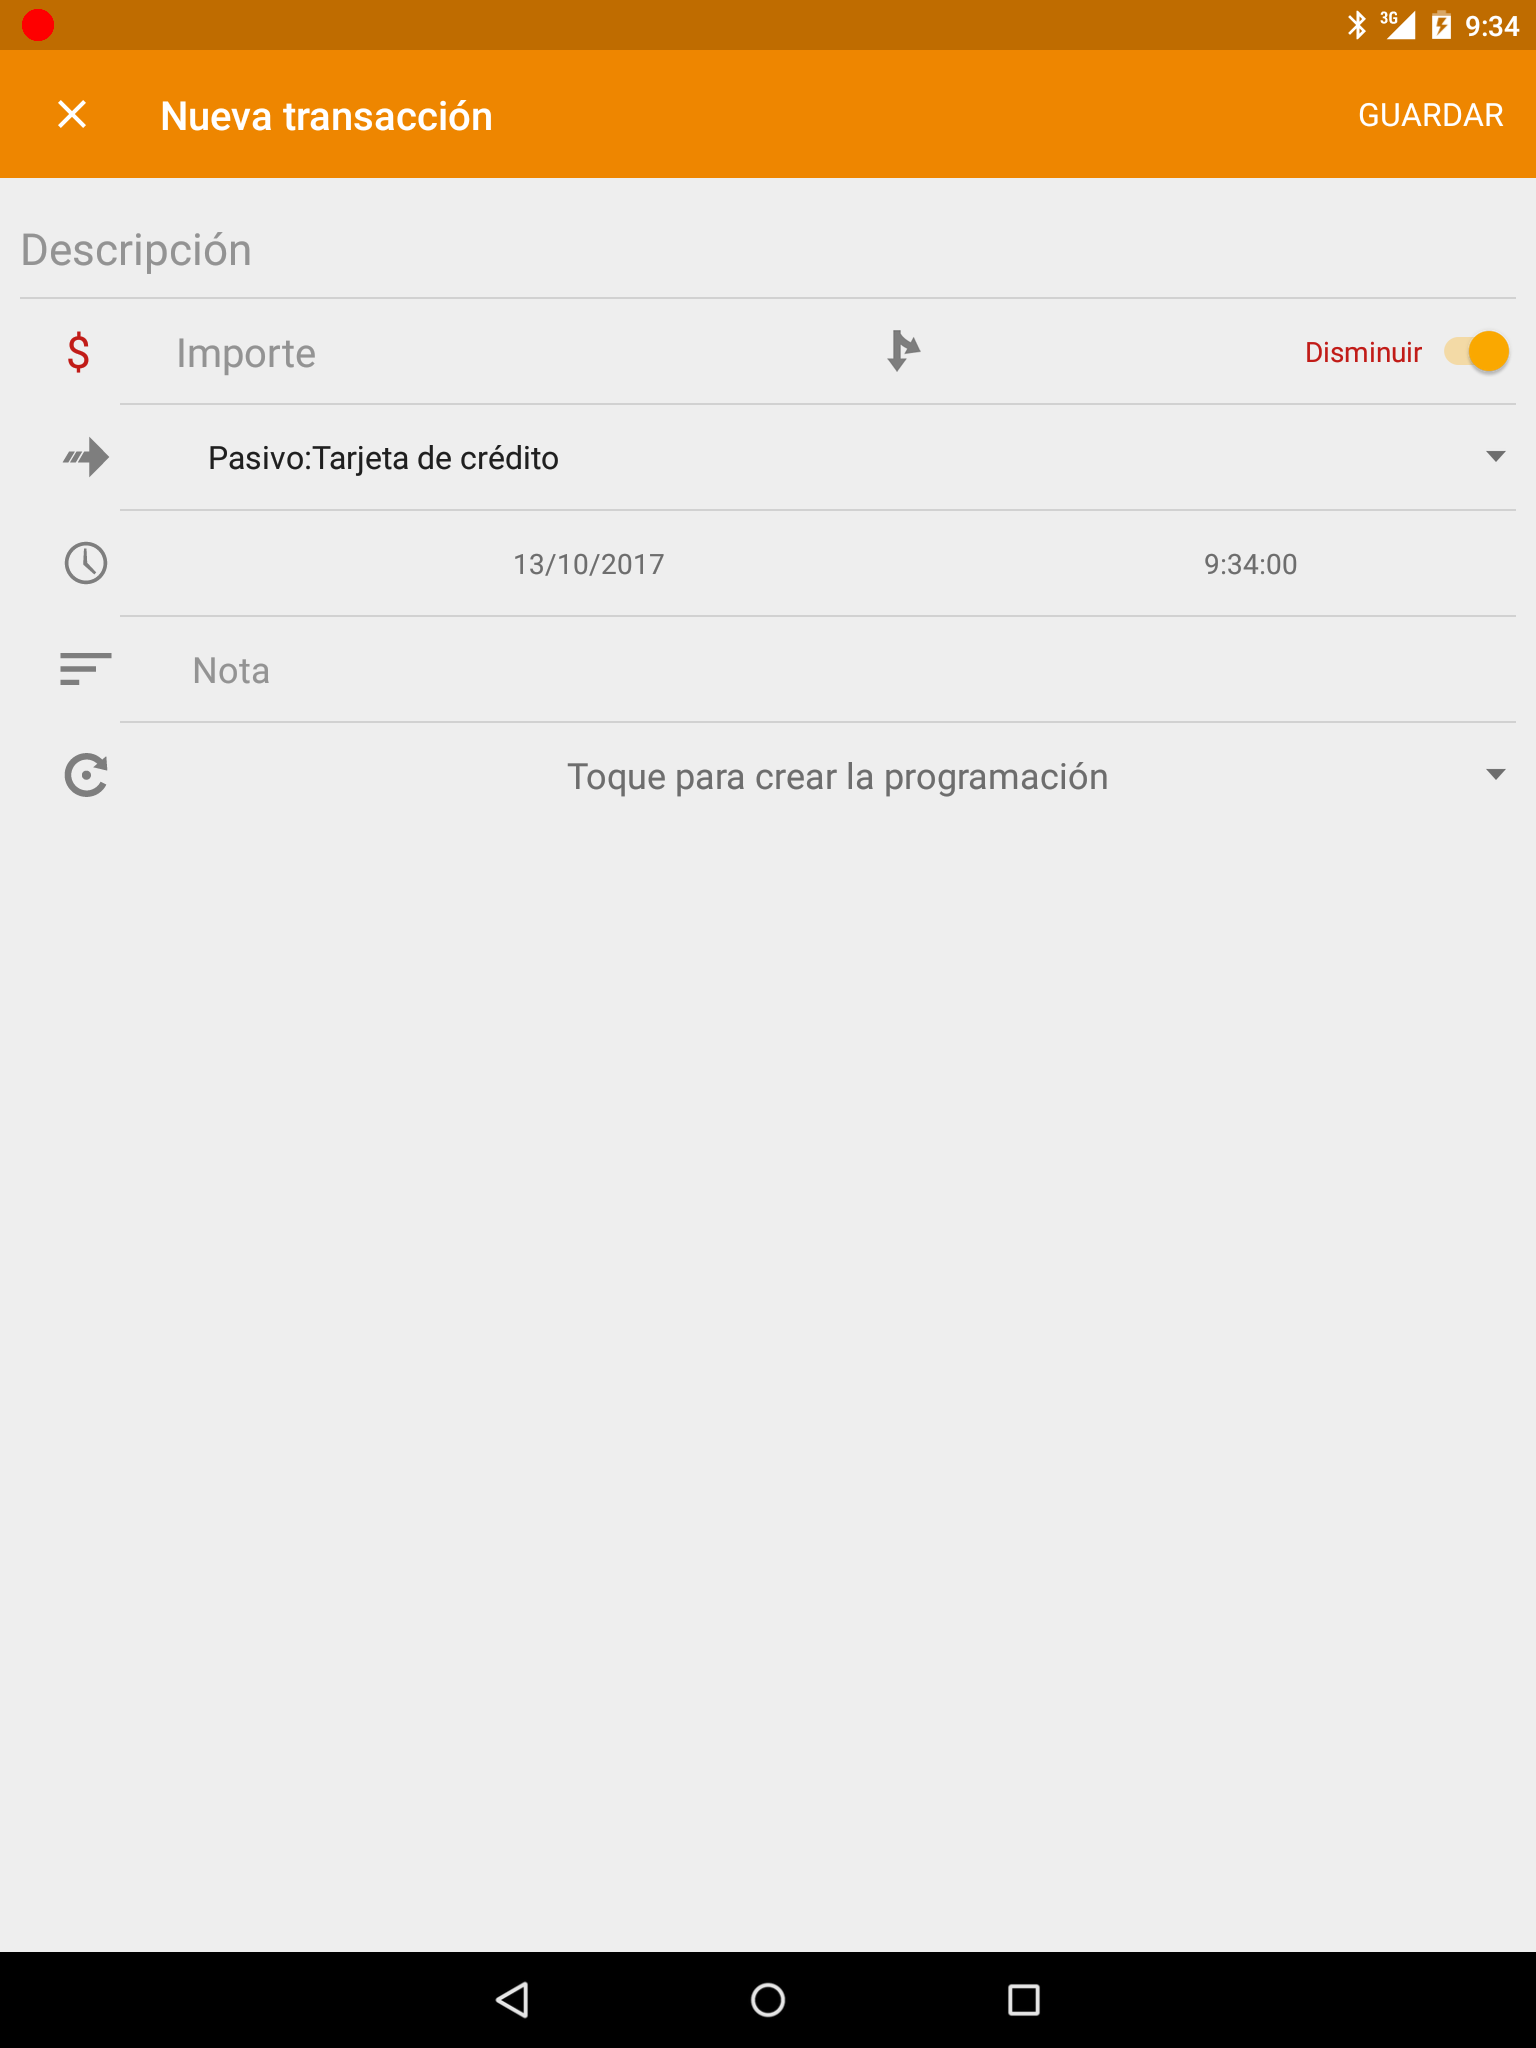 3G 9:34
Nueva transacción GUARDAR
Descripción
$ Importe Disminuir
Pasivo:Tarjeta de crédito
13/10/2017 9:34:00
Nota
Toque para crear la programación